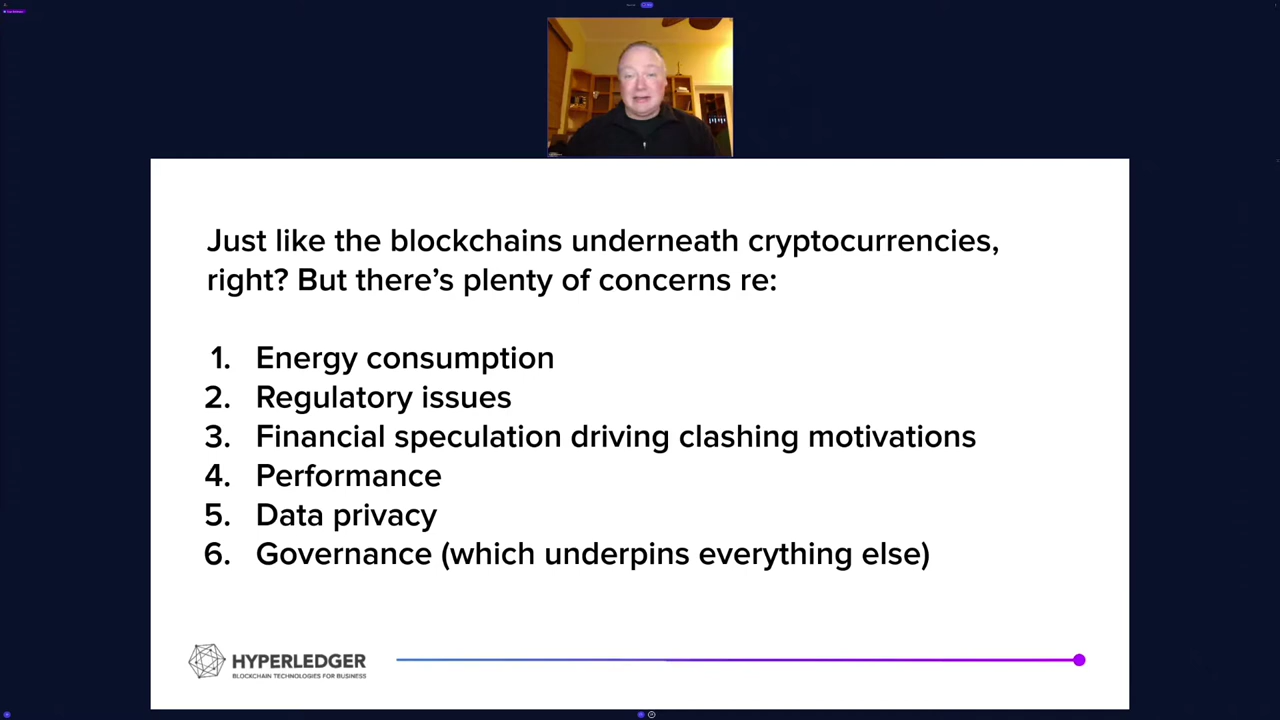 Just like the blockchains underneath cryptocurrencies,
right? But there's plenty of concerns re:
1. Energy consumption
2. Regulatory issues
3. Financial speculation driving clashing motivations
4. Performance
5. Data privacy
6. Governance (which underpins everything else)
HYPERLEDGER
BLOCKCHAIN TECHNOLOGIES FOR BUSINESS